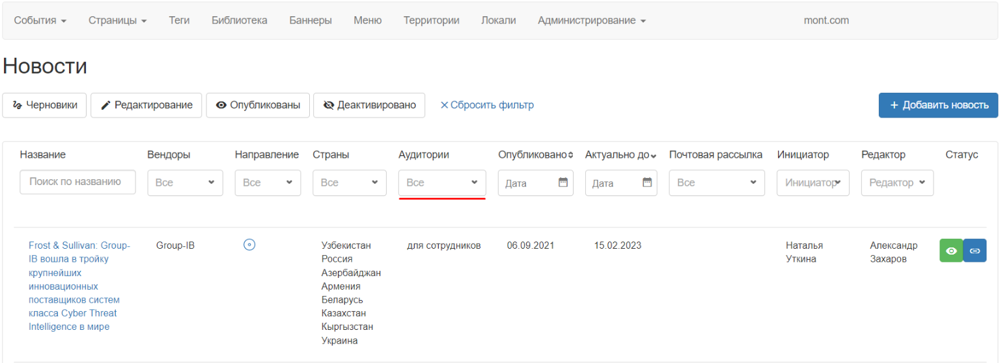 События Страницы Теги Библиотека Баннеры Меню Территории Локали Администрирование mont.com
Новости
Черновики Редактирование Опубликованы Деактивировано Сбросить фильтр + Добавить новость
Название Вендоры Направление Страны Аудитории Опубликовано Актуально до Почтовая рассылка Инициатор Редактор Статус
Поиск по названию Все Все Все Все Дата Дата Все Инициатор Редактор
Frost & Sullivan: Group- Group-IB Узбекистан для сотрудников 06.09.2021 15.02.2023 Наталья Александр
IB вошла в тройку Россия Уткина Захаров
крупнейших Азербайджан
инновационных Армения
поставщиков систем Беларусь
класса Cyber Threat Казахстан
Intelligence в мире Кыргызстан
Украина